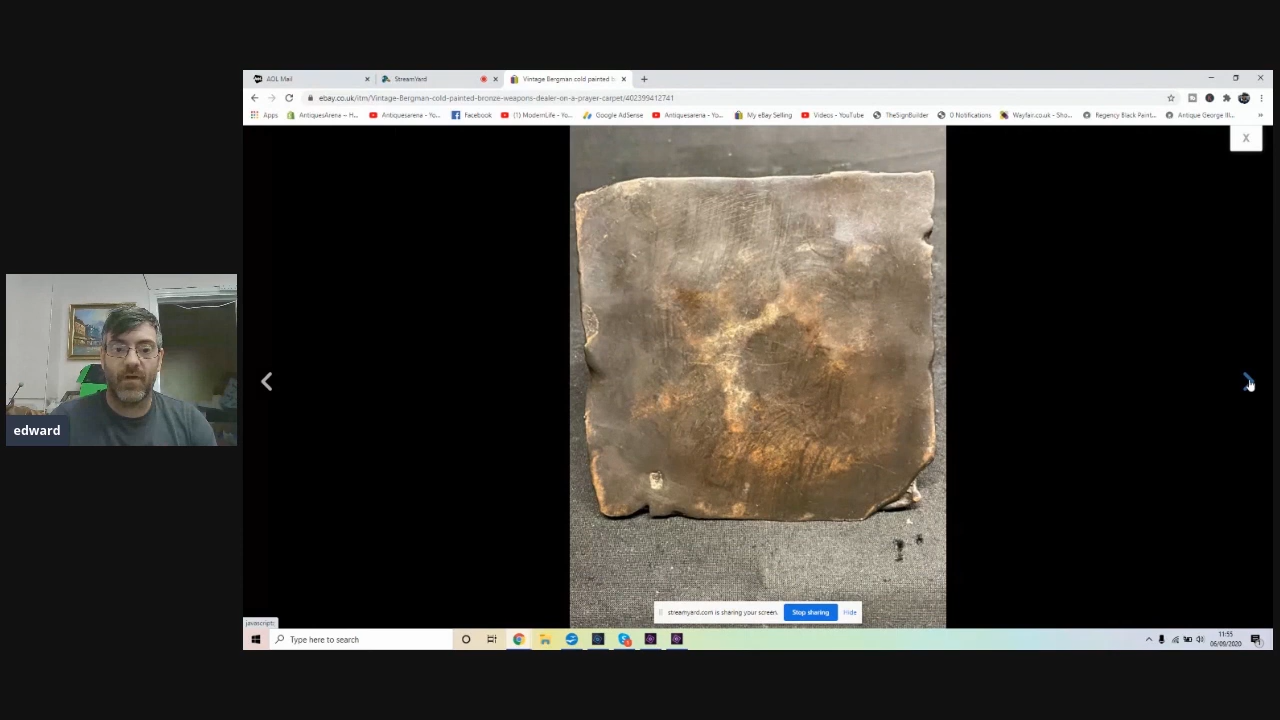 AOL Mail
StreamYard
Vintage Bergman cold painted b
ebay.co.uk/itm/Vintage-Bergman-cold-painted-bronze-weapons-dealer-on-a-prayer-carpet/402399412741
Apps
AntiquesArena – H...
Antiquesarena - Yo...
Facebook
(1) ModernLife - Yo...
Google AdSense
Antiquesarena - Yo...
My eBay Selling
Videos - YouTube
TheSignBuilder
0 Notifications
Wayfair.co.uk - Sho...
Regency Black Paint...
Antique George III...
»
X
edward
streamyard.com is sharing your screen.
Stop sharing
Hide
javascript:
Type here to search
11:55
06/09/2020